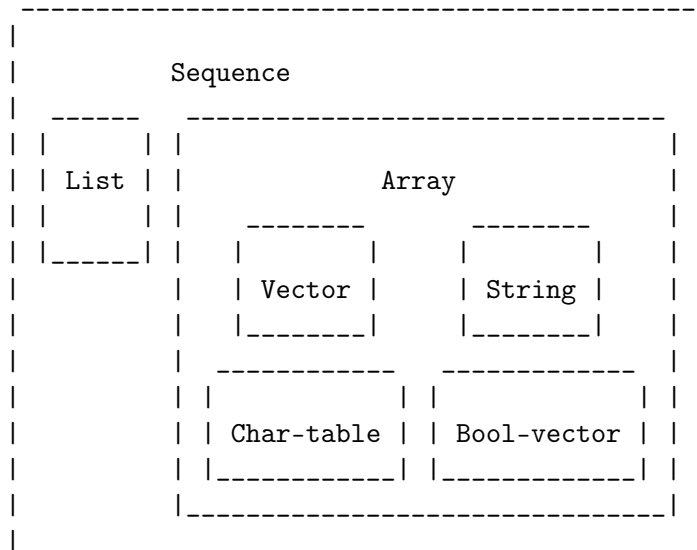 Sequence
List Array
Vector String
Char-table Bool-vector